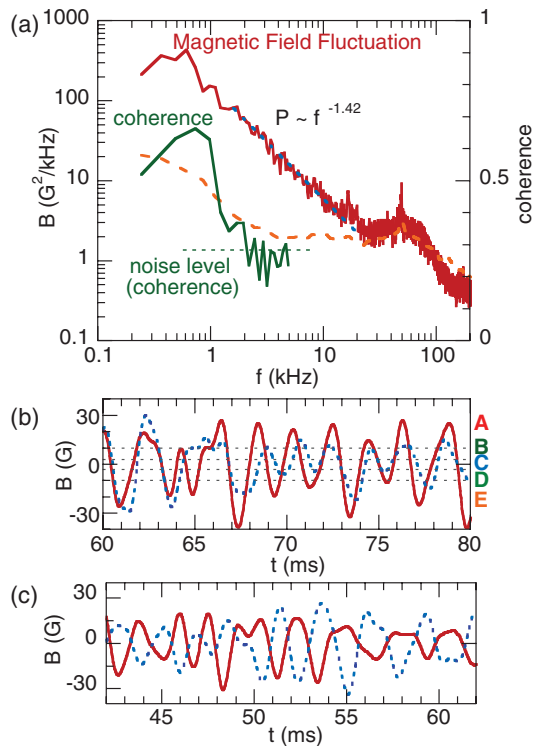 (a)
1000
100
10
1
0.1
B (G²/kHz)
Magnetic Field Fluctuation
P ~ f ^-1.42
coherence
noise level
(coherence)
1
0.5
0
coherence
0.1
1
10
100
f (kHz)
(b)
30
0
-30
B (G)
A
B
C
D
E
60
65
70
75
80
t (ms)
(c)
30
0
-30
B (G)
45
50
55
60
t (ms)